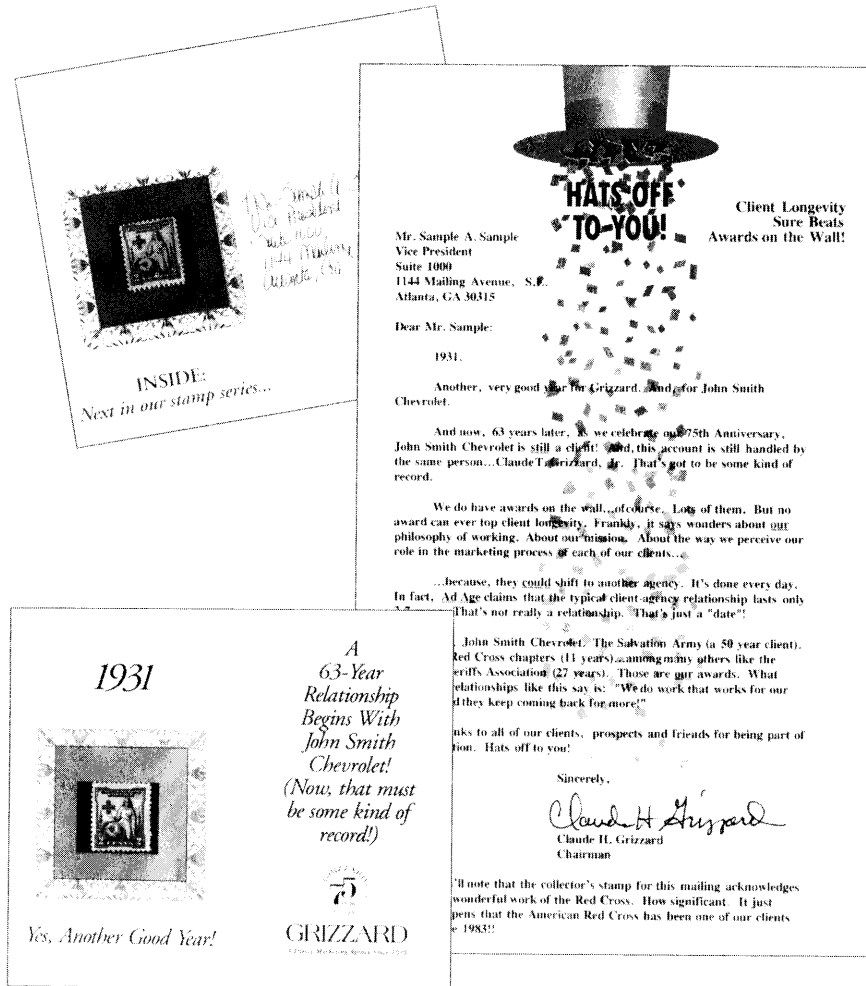 INSIDE:
Next in our stamp series...
HATS OFF
TO YOU!
Client Longevity
Sure Beats
Awards on the Wall!
Mr. Sample A. Sample
Vice President
Suite 1000
1144 Mailing Avenue, S.E.
Atlanta, GA 30315
Dear Mr. Sample:
1931.
Another, very good year for Grizzard. And, for John Smith
Chevrolet.
And now, 63 years later, as we celebrate our 75th Anniversary,
John Smith Chevrolet is still a client! And, this account is still handled by
the same person...Claude T. Grizzard, Jr. That's got to be some kind of
record.
We do have awards on the wall...of course. Lots of them. But no
award can ever top client longevity. Frankly, it says wonders about our
philosophy of working. About our mission. About the way we perceive our
role in the marketing process of each of our clients...
...because, they could shift to another agency. It's done every day.
In fact, Ad Age claims that the typical client-agency relationship lasts only
That's not really a relationship. That's just a "date"!
John Smith Chevrolet. The Salvation Army (a 50 year client).
Red Cross chapters (11 years)...among many others like the
eriffs Association (27 years). Those are our awards. What
relationships like this say is: "We do work that works for our
d they keep coming back for more!"
nks to all of our clients, prospects and friends for being part of
tion. Hats off to you!
Sincerely,
Claude H Grizzard
Claude H. Grizzard
Chairman
'll note that the collector's stamp for this mailing acknowledges
wonderful work of the Red Cross. How significant. It just
pens that the American Red Cross has been one of our clients
e 1983!!
1931
Yes, Another Good Year!
A
63-Year
Relationship
Begins With
John Smith
Chevrolet!
(Now, that must
be some kind of
record!)
75
GRIZZARD